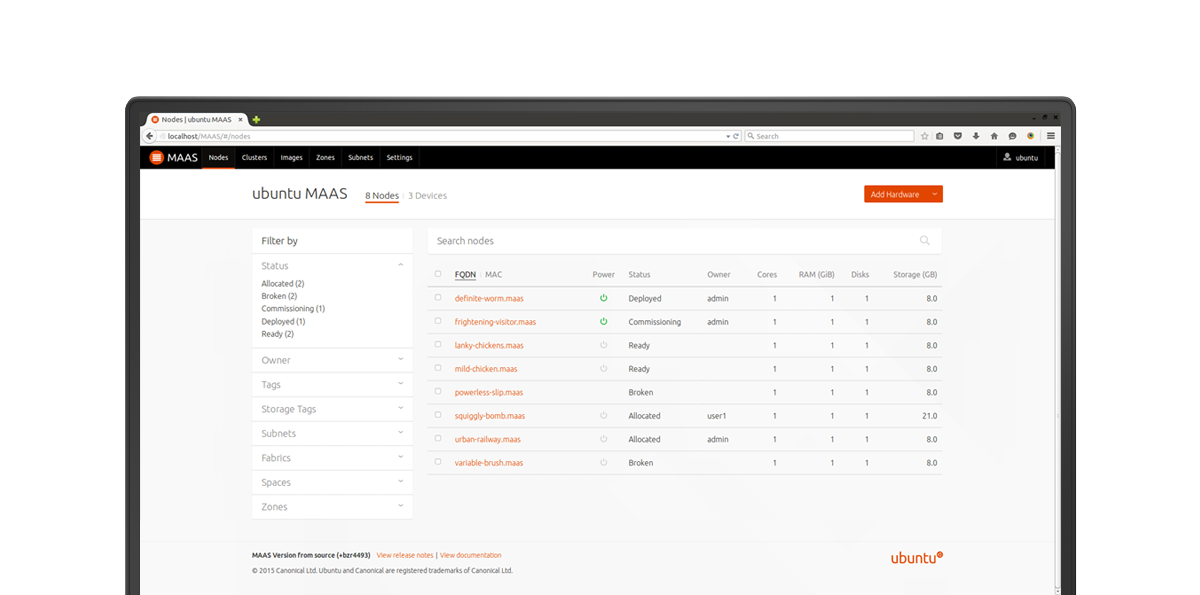 Nodes | ubuntu MAAS
localhost/MAAS/#/nodes
Search
MAAS Nodes Clusters Images Zones Subnets Settings ubuntu
ubuntu MAAS 8 Nodes 3 Devices Add Hardware
Filter by
Status
Allocated (2)
Broken (2)
Commissioning (1)
Deployed (1)
Ready (2)
Owner
Tags
Storage Tags
Subnets
Fabrics
Spaces
Zones
Search nodes
FQDN | MAC Power Status Owner Cores RAM (GiB) Disks Storage (GB)
definite-worm.maas Deployed admin 1 1 1 8.0
frightening-visitor.maas Commissioning admin 1 1 1 8.0
lanky-chickens.maas Ready 1 1 1 8.0
mild-chicken.maas Ready 1 1 1 8.0
powerless-slip.maas Broken 1 1 1 8.0
squiggly-bomb.maas Allocated user1 1 1 1 21.0
urban-railway.maas Allocated admin 1 1 1 8.0
variable-brush.maas Broken 1 1 1 8.0
MAAS Version from source (+bzr4493) View release notes | View documentation
© 2015 Canonical Ltd. Ubuntu and Canonical are registered trademarks of Canonical Ltd.
ubuntu